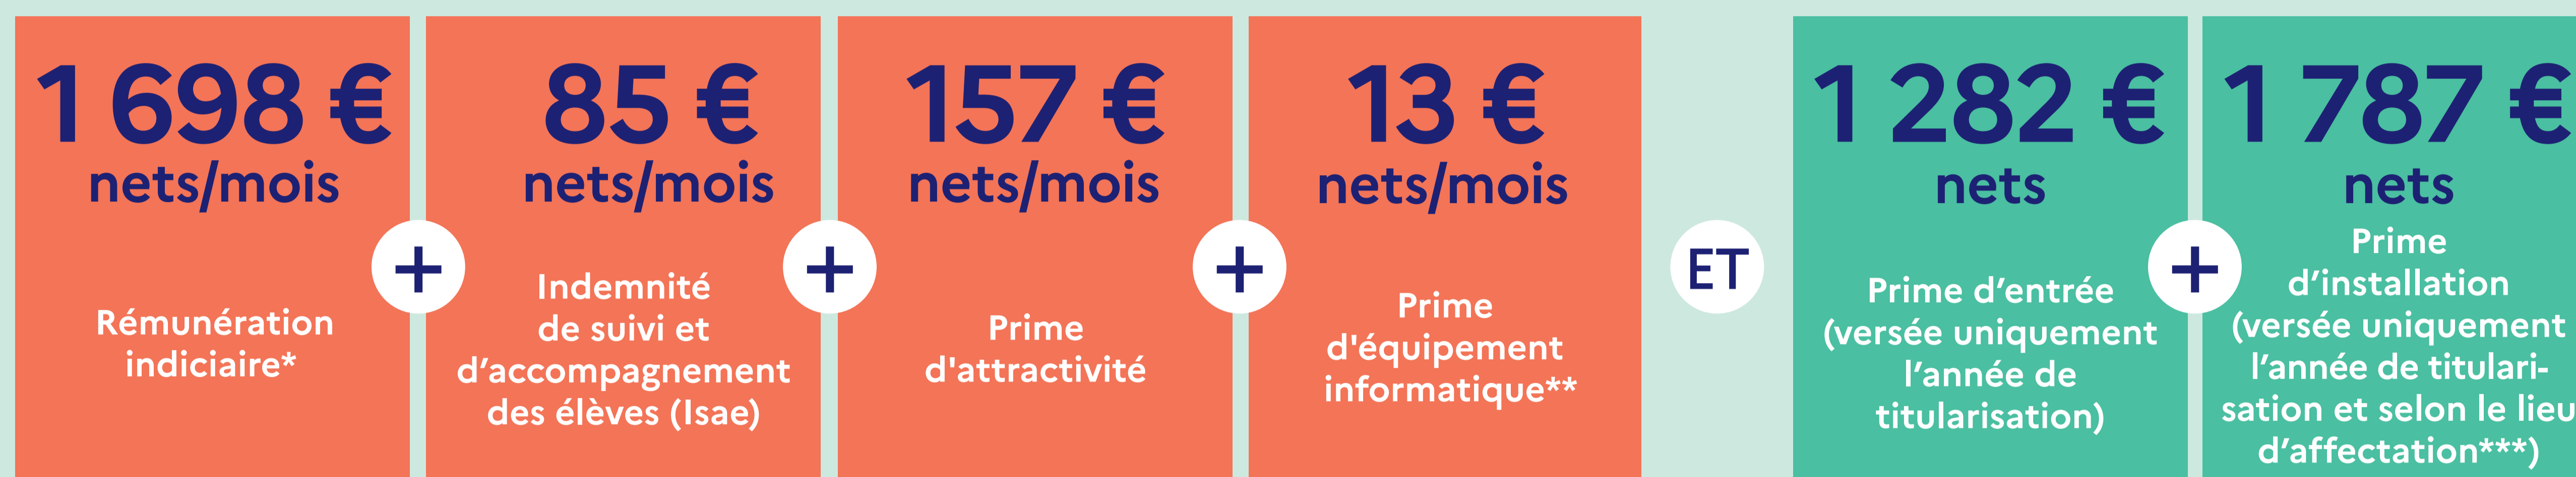 1 698 €
nets/mois
Rémunération
indiciaire*
+
85 €
nets/mois
Indemnité
de suivi et
d’accompagnement
des élèves (Isae)
+
157 €
nets/mois
Prime
d'attractivité
+
13 €
nets/mois
Prime
d'équipement
informatique**
ET
1 282 €
nets
Prime d’entrée
(versée uniquement
l’année de
titularisation)
+
1 787 €
nets
Prime
d’installation
(versée uniquement
l’année de titulari-
sation et selon le lieu
d’affectation***)